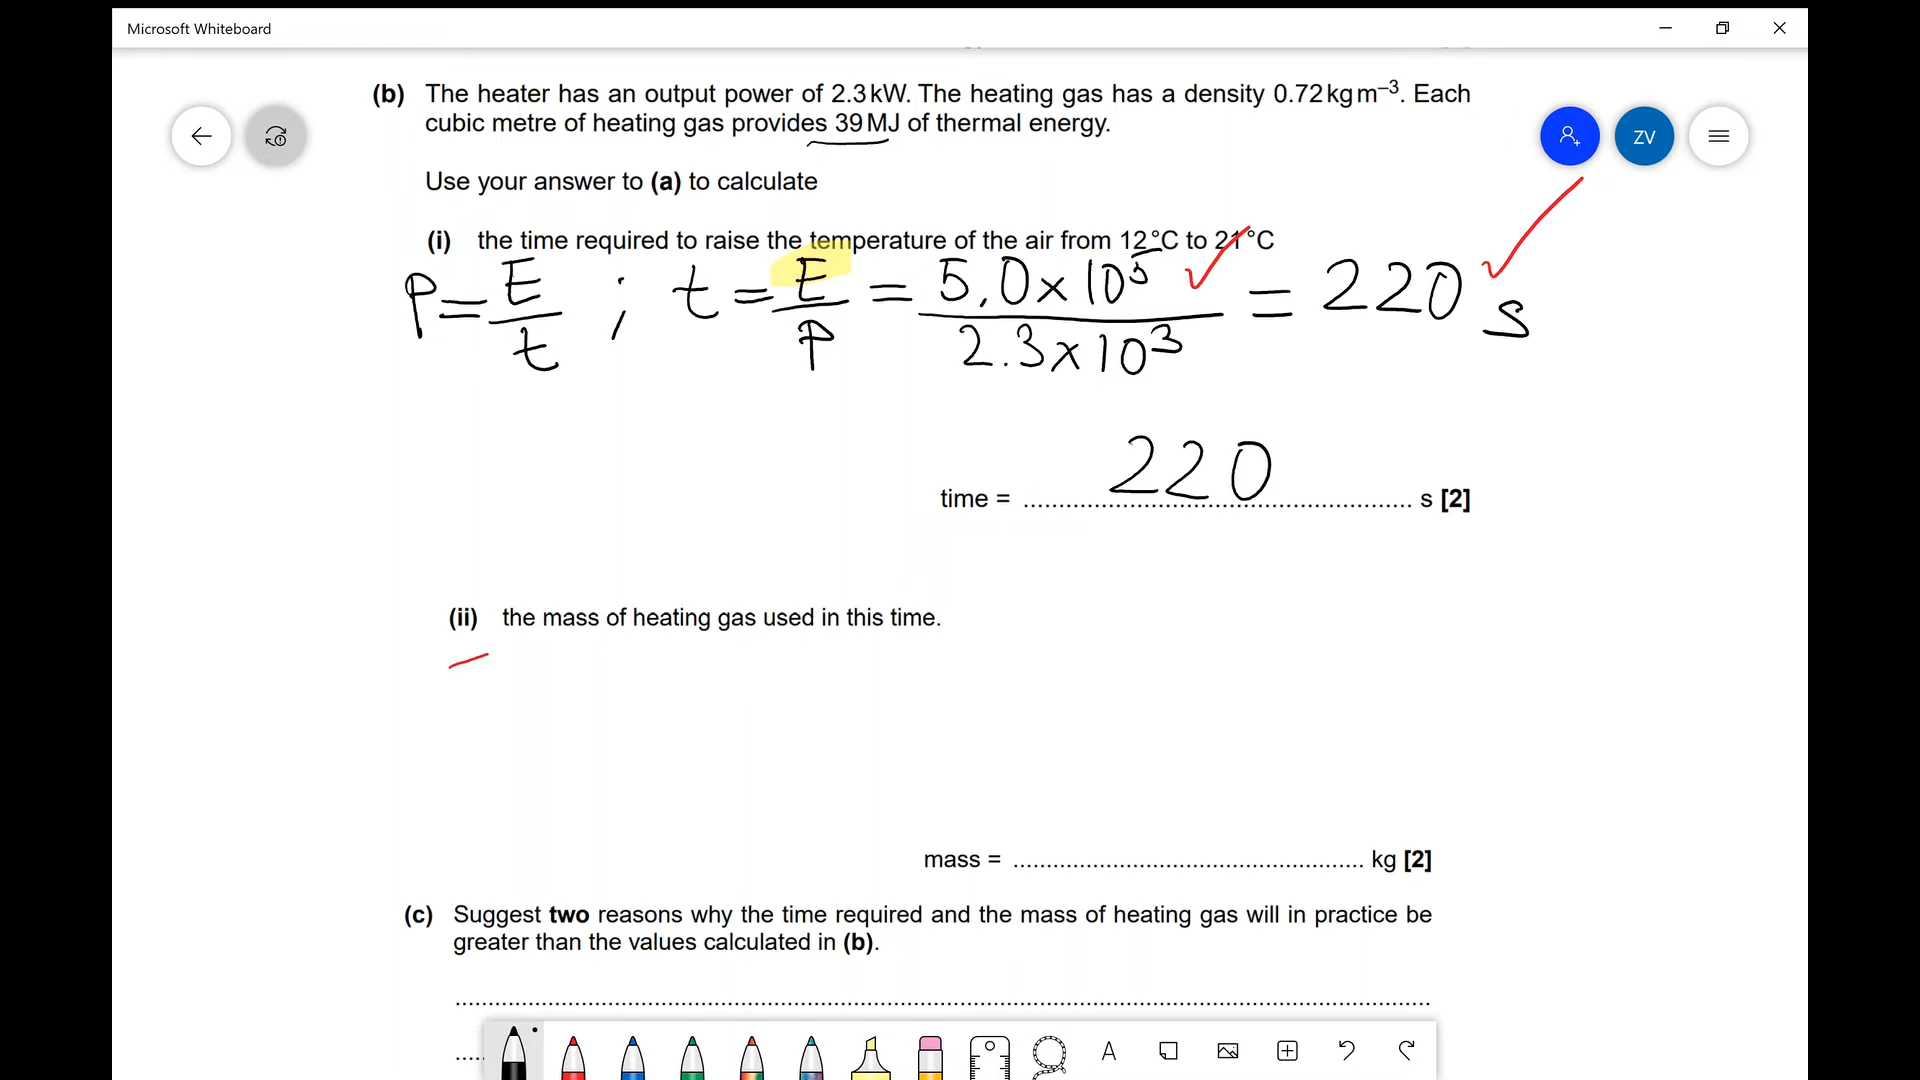 Microsoft Whiteboard
(b) The heater has an output power of 2.3 kW. The heating gas has a density 0.72 kg m⁻³. Each
cubic metre of heating gas provides 39 MJ of thermal energy.
ZV
Use your answer to (a) to calculate
(i) the time required to raise the temperature of the air from 12 °C to 21 °C
P = E/t ; t = E/P = 5.0 x 10⁵ / 2.3 x 10³ = 220 s
220
time = .......................................................... s [2]
(ii) the mass of heating gas used in this time.
mass = .................................................... kg [2]
(c) Suggest two reasons why the time required and the mass of heating gas will in practice be
greater than the values calculated in (b).